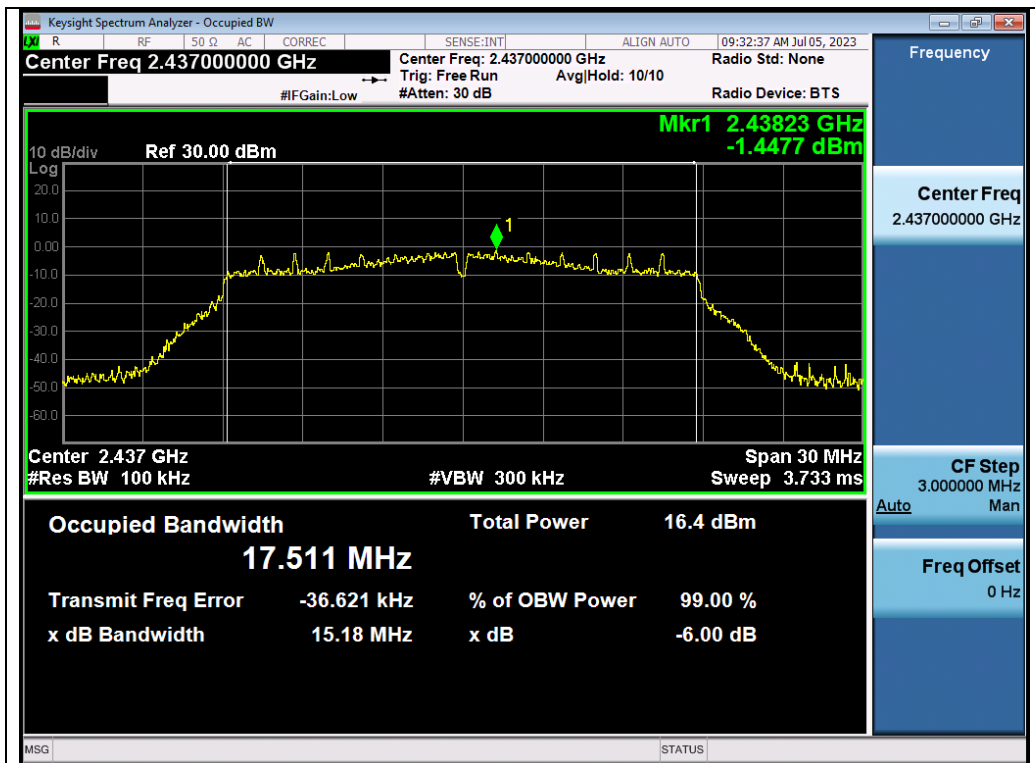 Keysight Spectrum Analyzer - Occupied BW
LXI R RF 50 Ω AC CORREC SENSE:INT ALIGN AUTO 09:32:37 AM Jul 05, 2023
Center Freq 2.437000000 GHz
Center Freq: 2.437000000 GHz
Radio Std: None
Trig: Free Run Avg|Hold: 10/10
#IFGain:Low
#Atten: 30 dB
Radio Device: BTS
Mkr1 2.43823 GHz
-1.4477 dBm
10 dB/div Ref 30.00 dBm
Log
20.0
10.0
0.00
-10.0
-20.0
-30.0
-40.0
-50.0
-60.0
1
Center 2.437 GHz
Span 30 MHz
#Res BW 100 kHz
#VBW 300 kHz
Sweep 3.733 ms
Occupied Bandwidth
Total Power 16.4 dBm
17.511 MHz
Transmit Freq Error -36.621 kHz
% of OBW Power 99.00 %
x dB Bandwidth 15.18 MHz
x dB -6.00 dB
Frequency
Center Freq
2.437000000 GHz
CF Step
3.000000 MHz
Auto Man
Freq Offset
0 Hz
MSG
STATUS